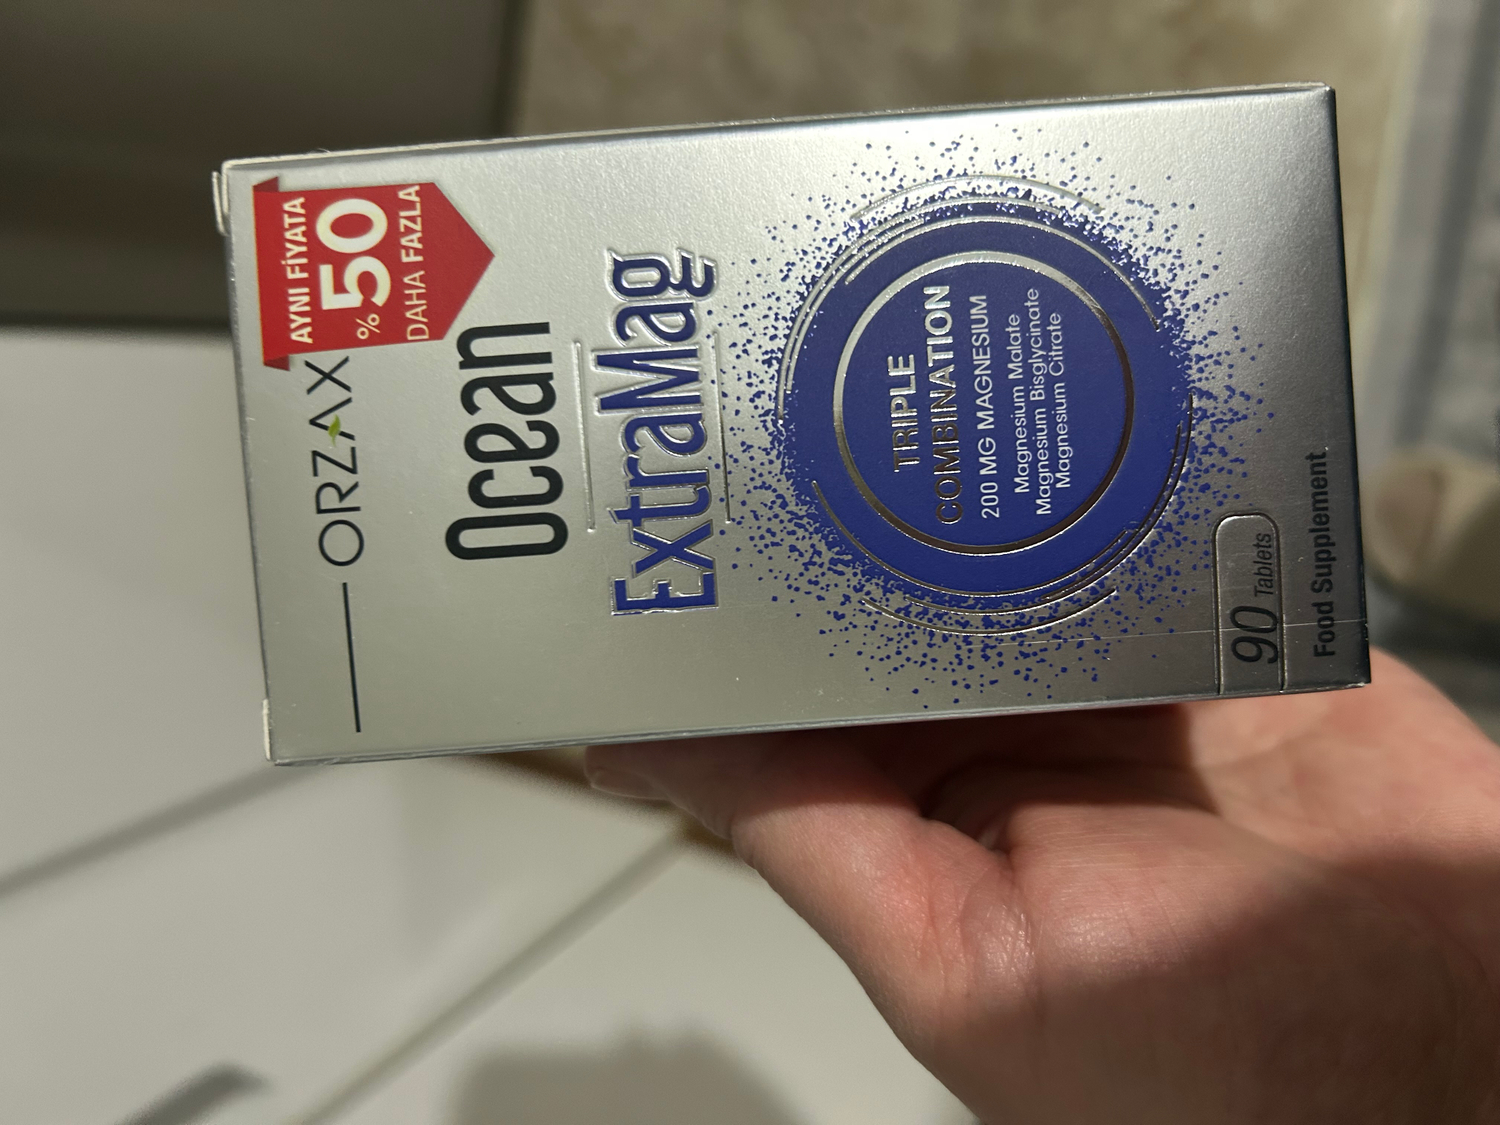 ORZAX
AYNI FİYATA
%50
DAHA FAZLA
Ocean
ExtraMag
TRIPLE
COMBINATION
200 MG MAGNESIUM
Magnesium Malate
Magnesium Bisglycinate
Magnesium Citrate
90 Tablets
Food Supplement